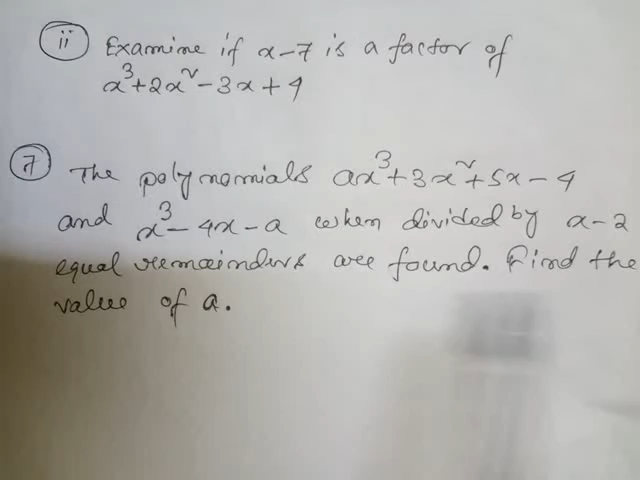 ii Examine if x-7 is a factor of
x³+2x²-3x+4
7 The polynomials ax³+3x²+5x-4
and x³-4x-a when divided by x-2
equal remainders are found. Find the
value of a.